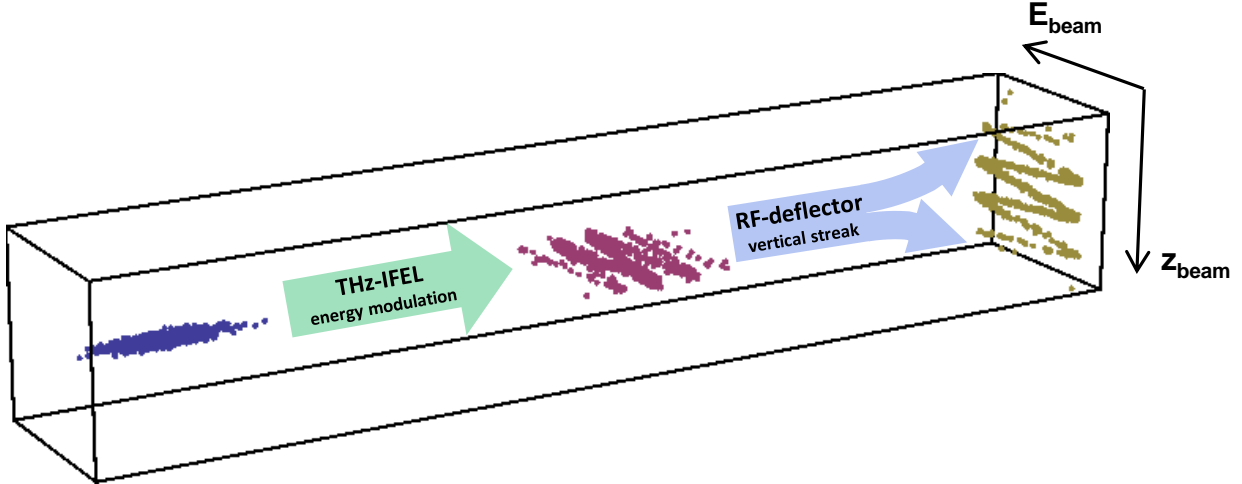 E_beam
THz-IFEL
energy modulation
RF-deflector
vertical streak
z_beam